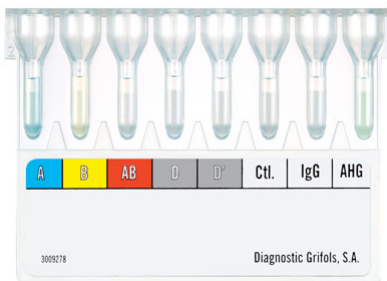 A B AB D D' Ctl. IgG AHG
3009278 Diagnostic Grifols, S.A.